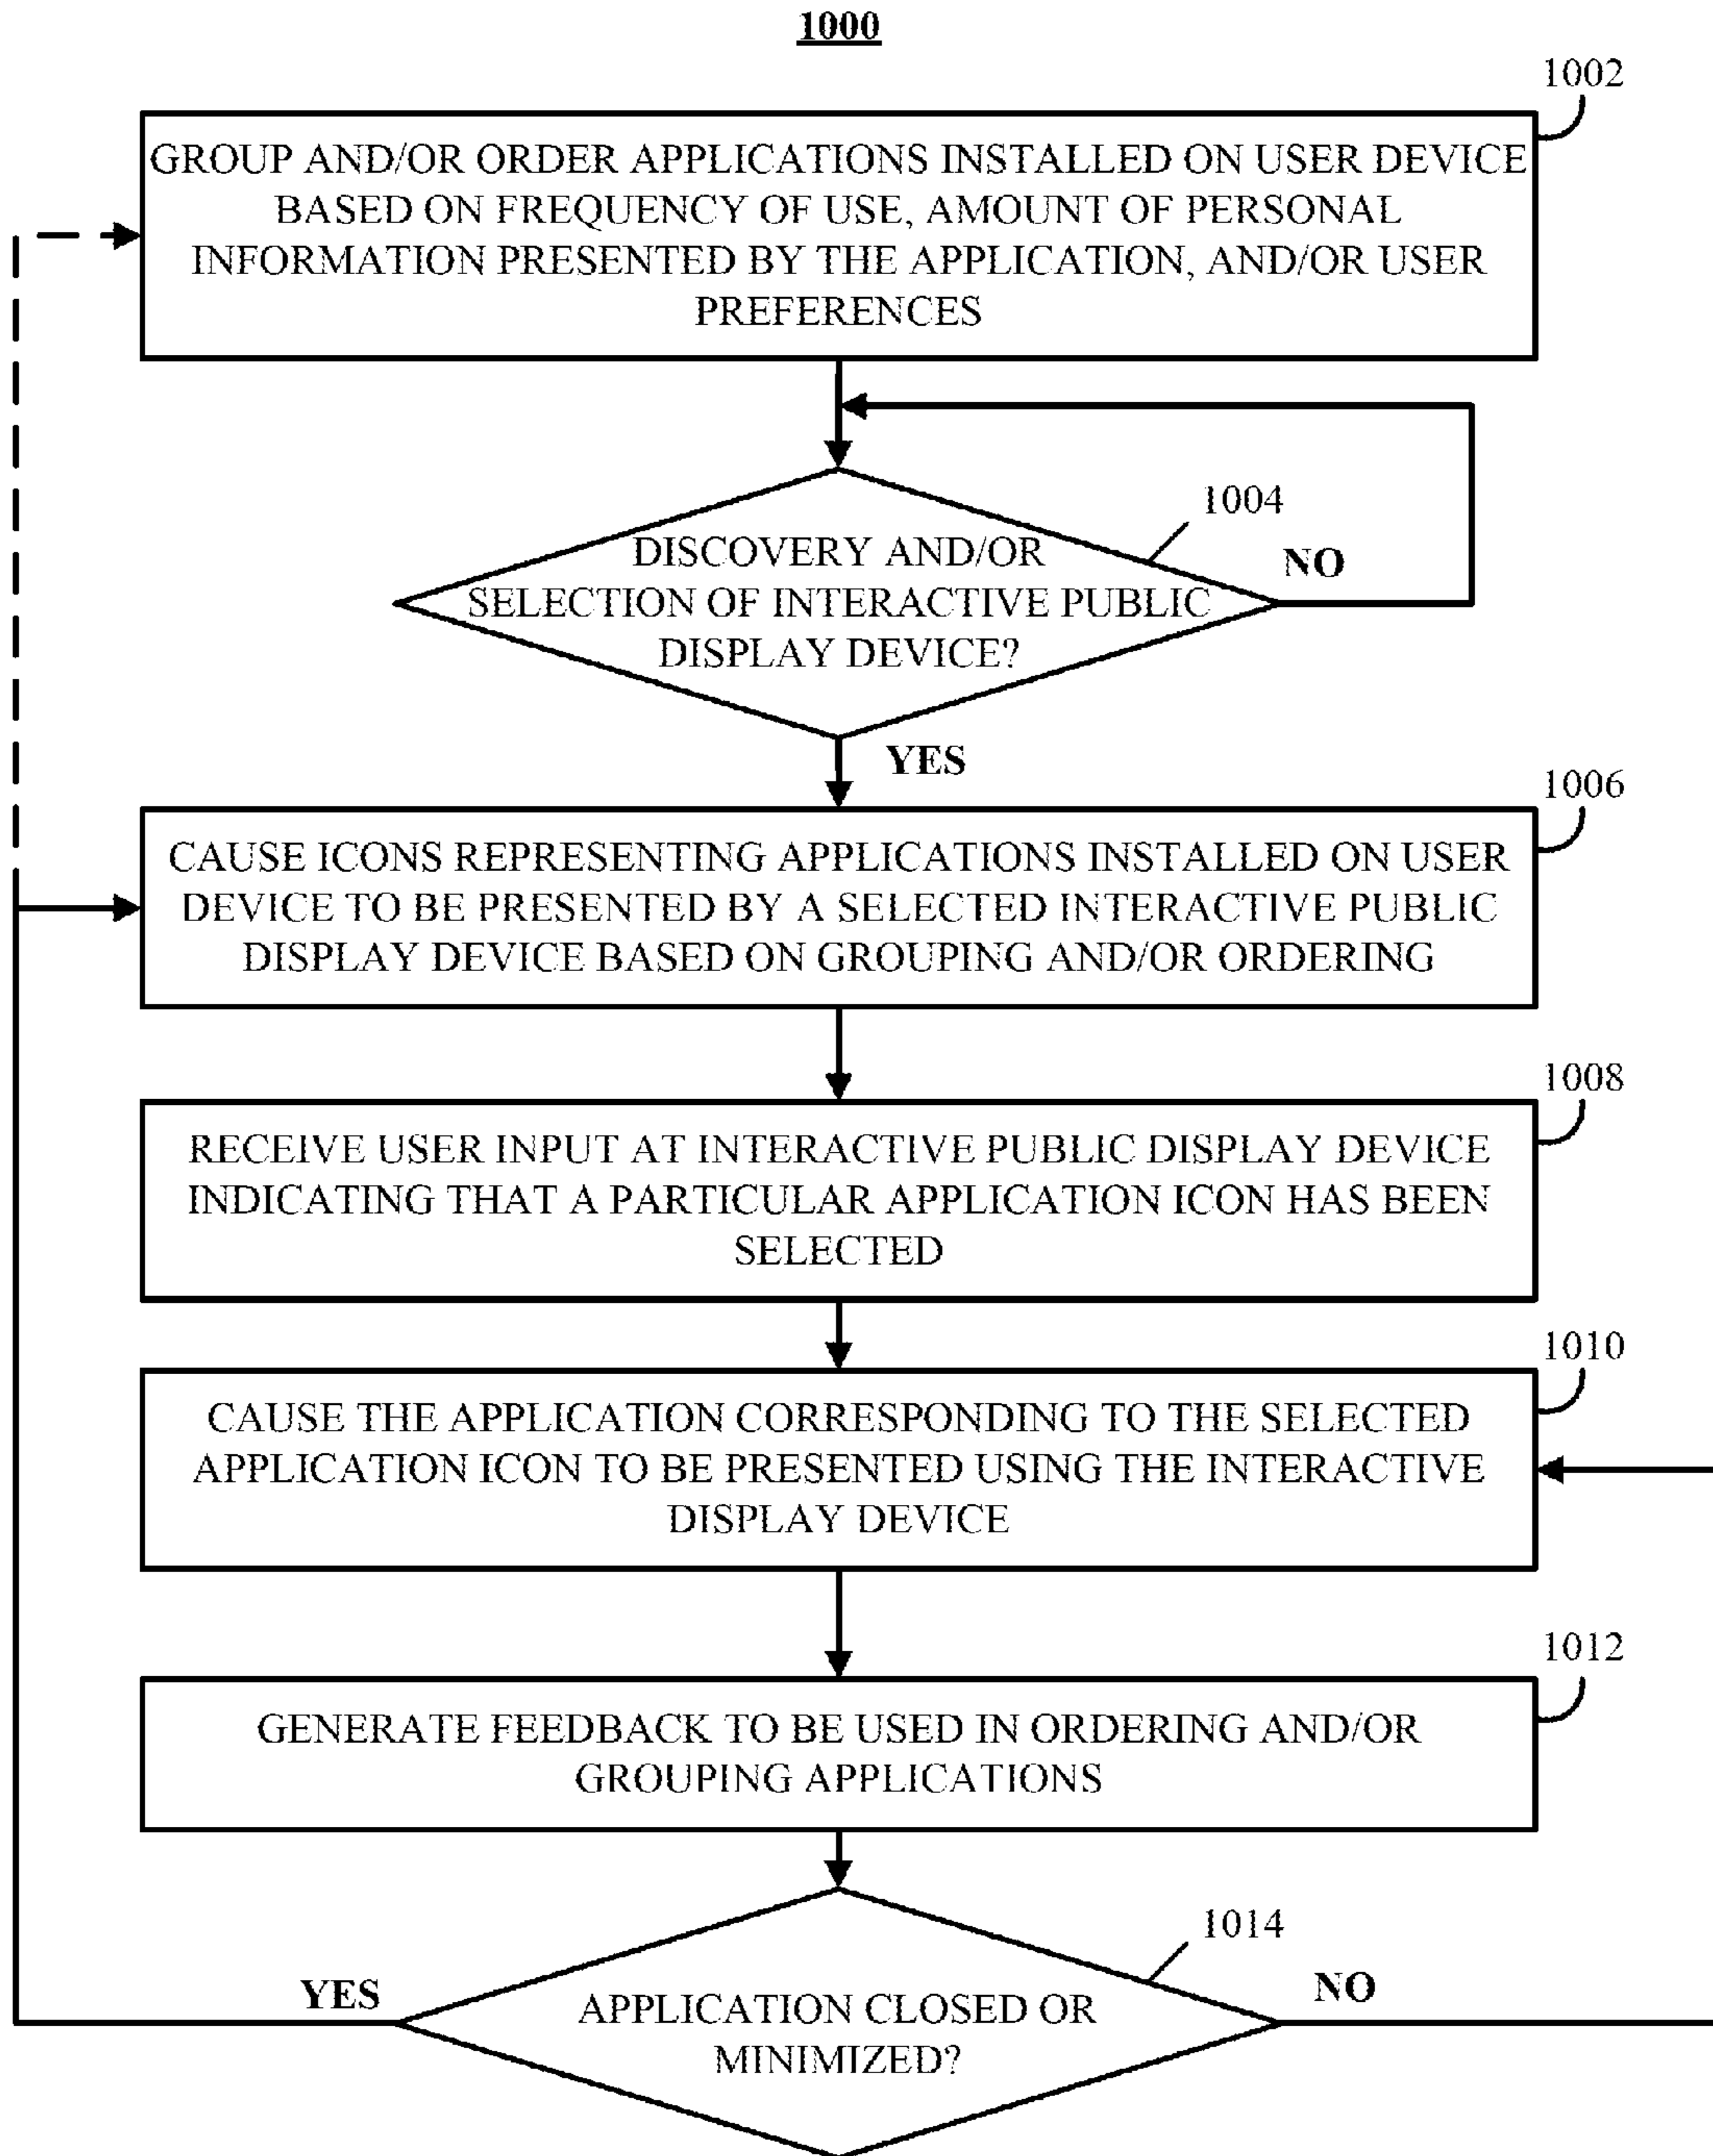 1000
1002
GROUP AND/OR ORDER APPLICATIONS INSTALLED ON USER DEVICE
BASED ON FREQUENCY OF USE, AMOUNT OF PERSONAL
INFORMATION PRESENTED BY THE APPLICATION, AND/OR USER
PREFERENCES
1004
DISCOVERY AND/OR
SELECTION OF INTERACTIVE PUBLIC
DISPLAY DEVICE?
NO
YES
1006
CAUSE ICONS REPRESENTING APPLICATIONS INSTALLED ON USER
DEVICE TO BE PRESENTED BY A SELECTED INTERACTIVE PUBLIC
DISPLAY DEVICE BASED ON GROUPING AND/OR ORDERING
1008
RECEIVE USER INPUT AT INTERACTIVE PUBLIC DISPLAY DEVICE
INDICATING THAT A PARTICULAR APPLICATION ICON HAS BEEN
SELECTED
1010
CAUSE THE APPLICATION CORRESPONDING TO THE SELECTED
APPLICATION ICON TO BE PRESENTED USING THE INTERACTIVE
DISPLAY DEVICE
1012
GENERATE FEEDBACK TO BE USED IN ORDERING AND/OR
GROUPING APPLICATIONS
1014
YES
NO
APPLICATION CLOSED OR
MINIMIZED?